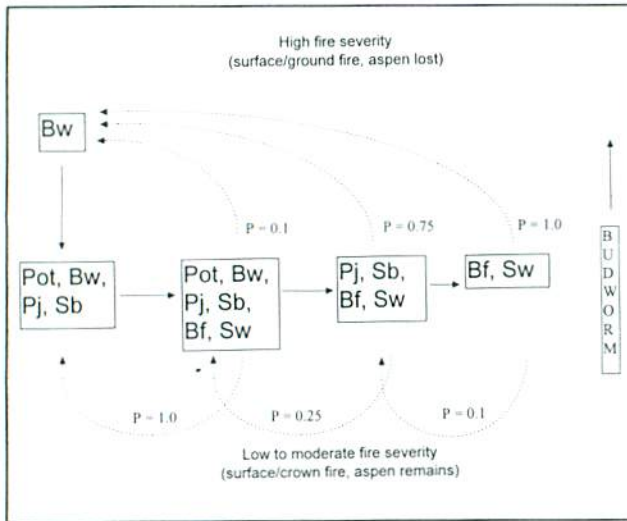 High fire severity
(surface/ground fire, aspen lost)
Bw
P = 0.1
P = 0.75
P = 1.0
Pot, Bw,
Pj, Sb
Pot, Bw,
Pj, Sb,
Bf, Sw
Pj, Sb,
Bf, Sw
Bf, Sw
BUDWORM
P = 1.0
P = 0.25
P = 0.1
Low to moderate fire severity
(surface/crown fire, aspen remains)